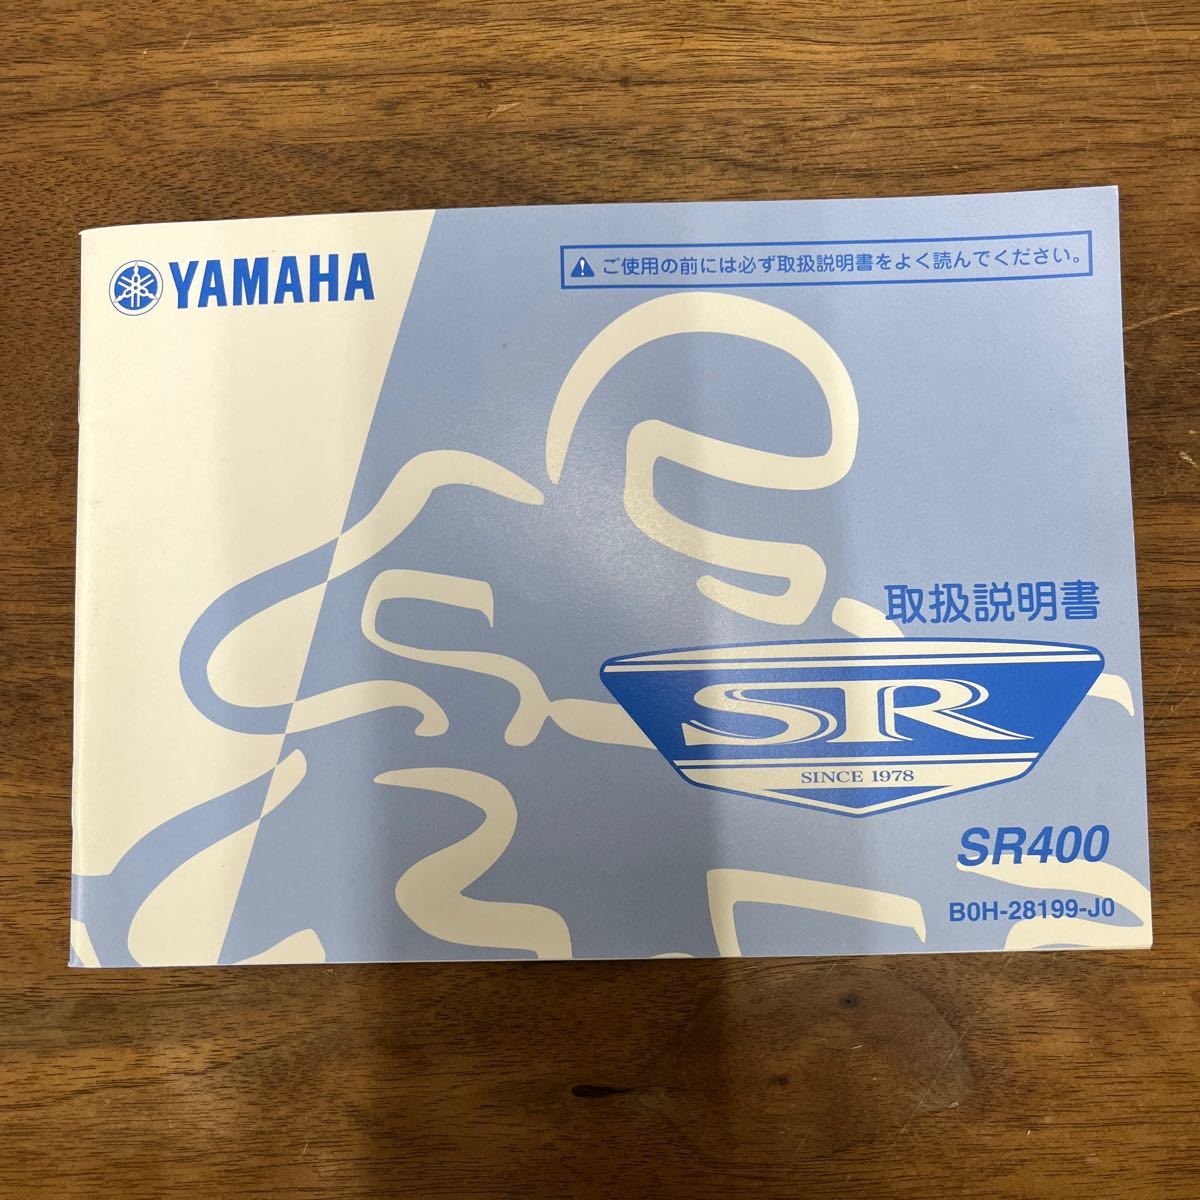 YAMAHA
ご使用の前には必ず取扱説明書をよく読んでください。
取扱説明書
SR
SINCE 1978
SR400
B0H-28199-J0